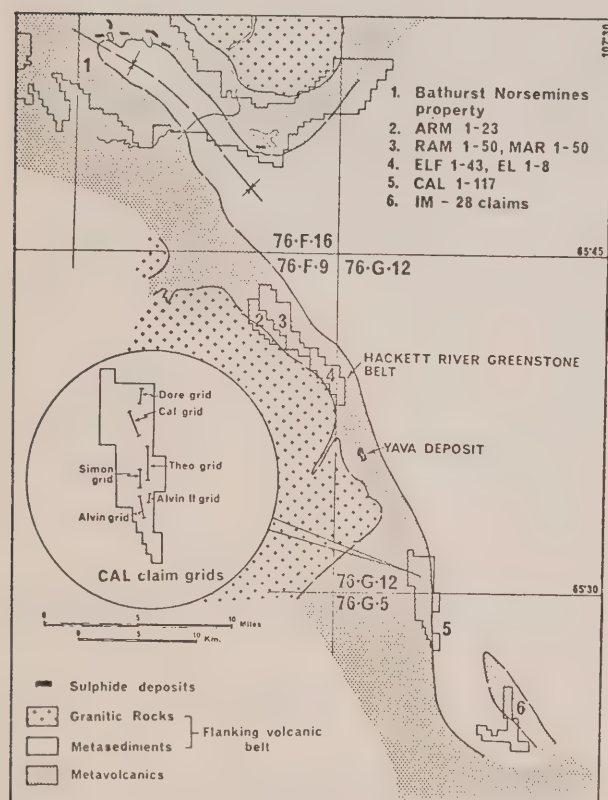 107°30'
1
1. Bathurst Norsemines
property
2. ARM 1-23
3. RAM 1-50, MAR 1-50
4. ELF 1-43, EL 1-8
5. CAL 1-117
6. IM - 28 claims
76·F·16
65°45
76·F·9
76·G·12
2
3
4
HACKETT RIVER GREENSTONE
BELT
YAVA DEPOSIT
Dore grid
Cal grid
Simon
grid
Theo grid
Alvin II grid
Alvin grid
CAL claim grids
76·G·12
76·G·5
65°30
5
6
0 5 10 Miles
0 5 10 Km.
Sulphide deposits
Granitic Rocks
Flanking volcanic
belt
Metasediments
Metavolcanics